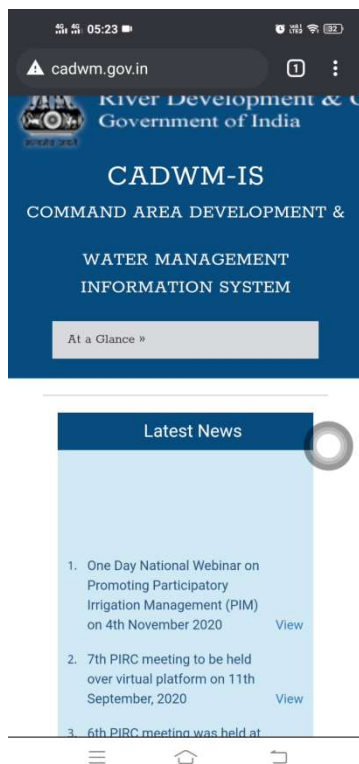 4G 4G 05:23 32
cadwm.gov.in 1
River Development &
Government of India
CADWM-IS
COMMAND AREA DEVELOPMENT &
WATER MANAGEMENT
INFORMATION SYSTEM
At a Glance »
Latest News
1. One Day National Webinar on
Promoting Participatory
Irrigation Management (PIM)
on 4th November 2020 View
2. 7th PIRC meeting to be held
over virtual platform on 11th
September, 2020 View
3. 6th PIRC meeting was held at